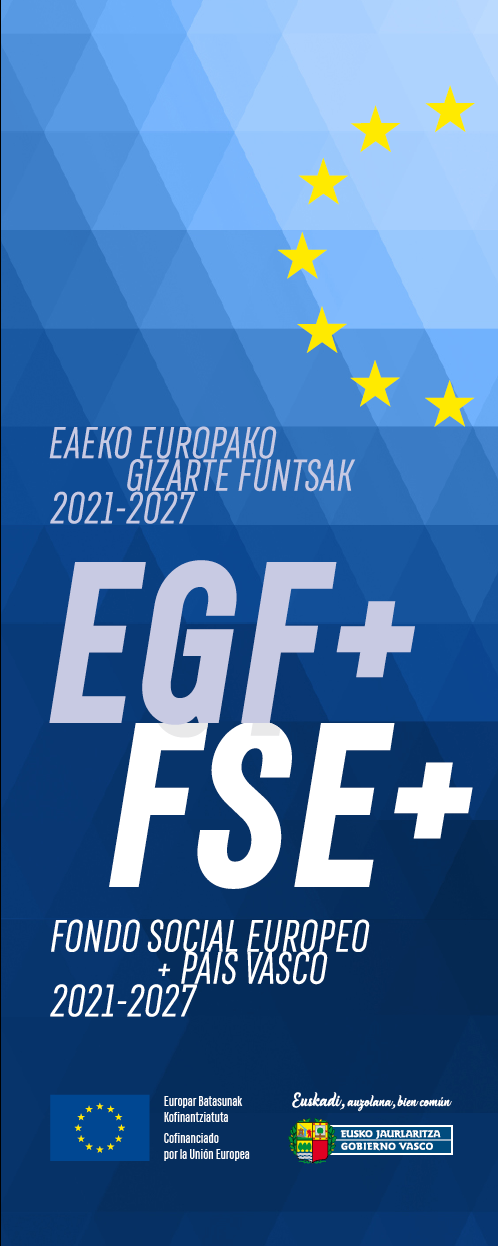 EAEKO EUROPAKO
GIZARTE FUNTSAK
2021-2027
EGF+
FSE+
FONDO SOCIAL EUROPEO
+ PAÍS VASCO
2021-2027
Europar Batasunak
Kofinantziatuta
Cofinanciado
por la Unión Europea
Euskadi, auzolana, bien común
EUSKO JAURLARITZA
GOBIERNO VASCO